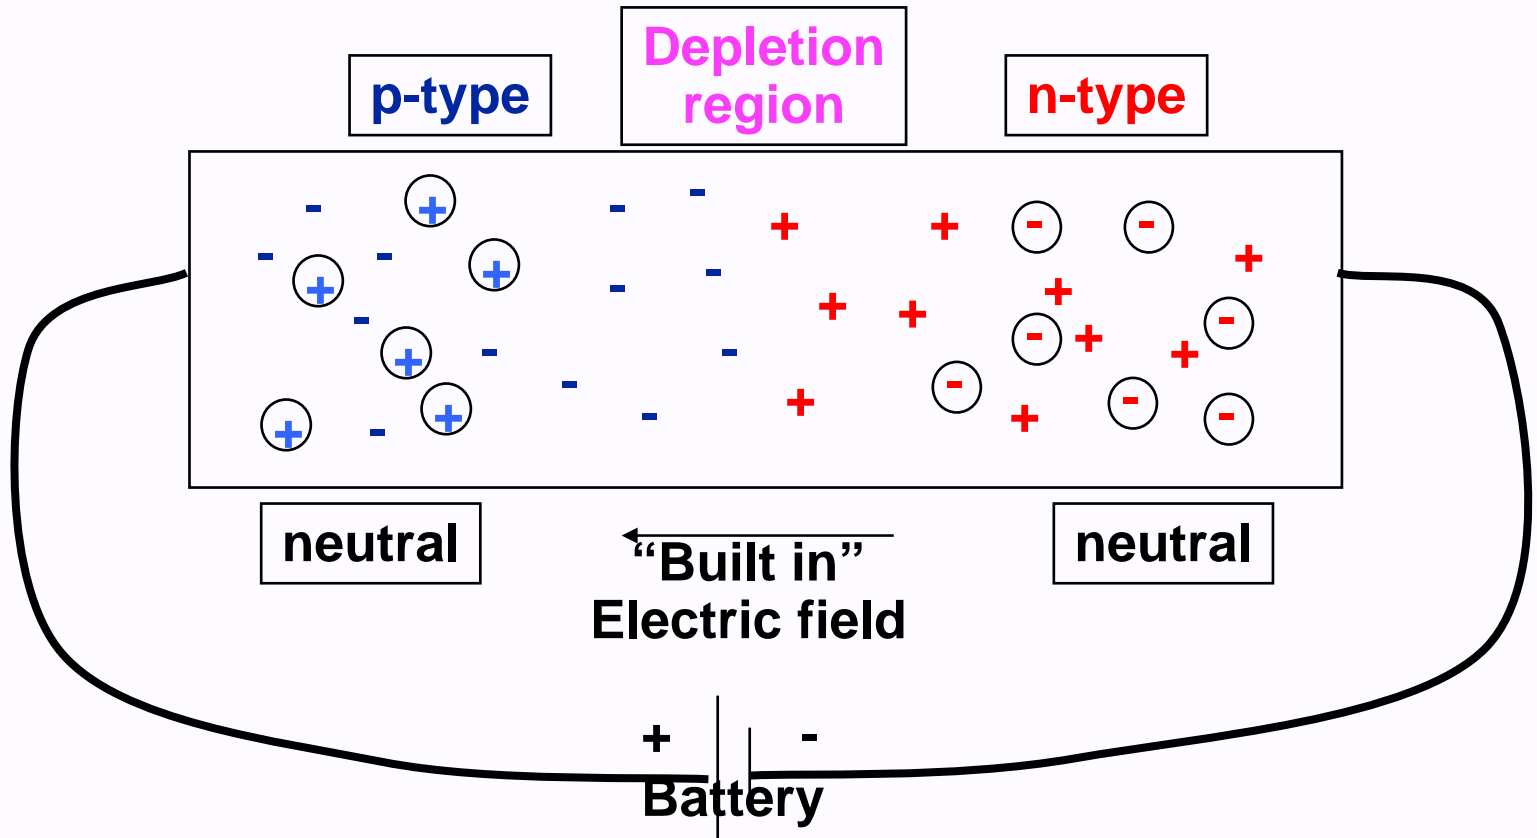 Depletion
region
p-type
n-type
neutral
neutral
“Built in”
Electric field
+ -
Battery